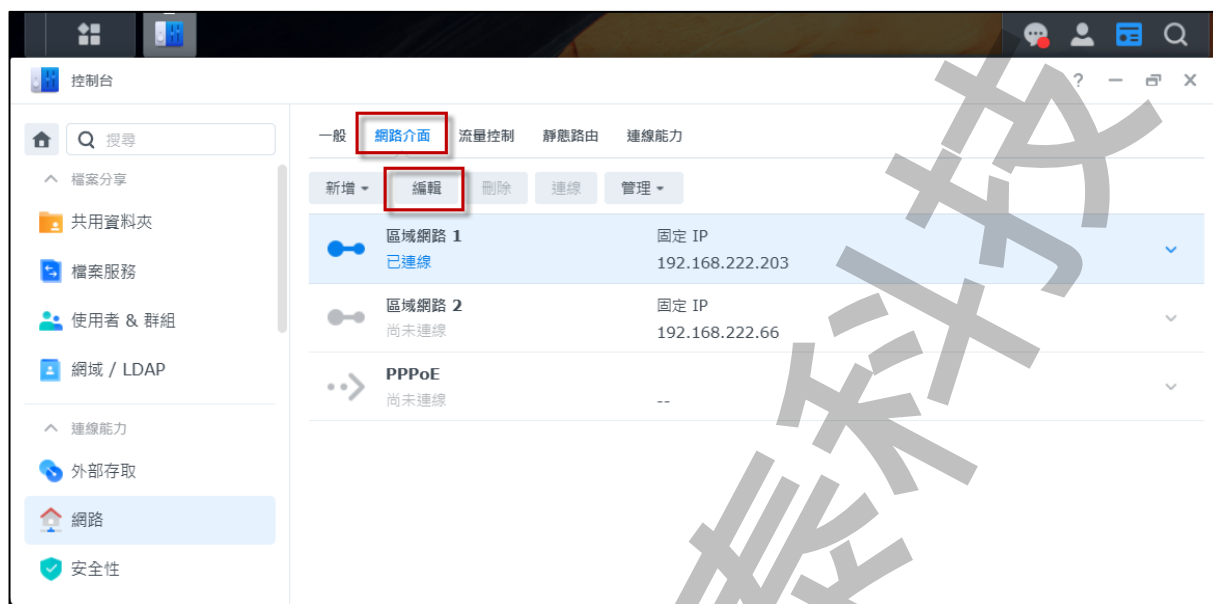 控制台
?
搜尋
檔案分享
共用資料夾
檔案服務
使用者 & 群組
網域 / LDAP
連線能力
外部存取
網路
安全性
一般 網路介面 流量控制 靜態路由 連線能力
新增 編輯 刪除 連線 管理
區域網路 1 固定 IP
已連線 192.168.222.203
區域網路 2 固定 IP
尚未連線 192.168.222.66
PPPoE
尚未連線 --
泰科技